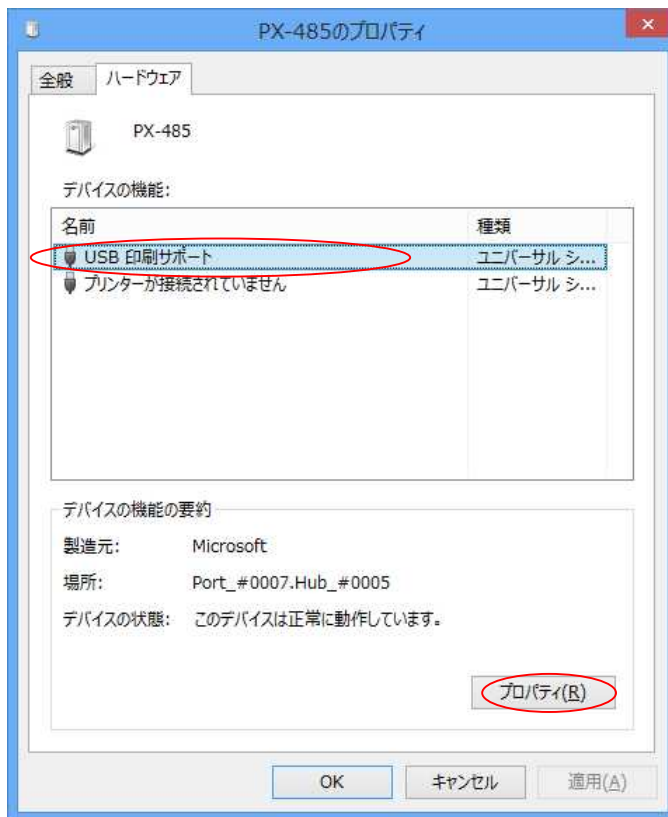 PX-485のプロパティ
全般 ハードウェア
PX-485
デバイスの機能:
名前 種類
USB 印刷サポート ユニバーサル シ...
プリンターが接続されていません ユニバーサル シ...
デバイスの機能の要約
製造元: Microsoft
場所: Port_#0007.Hub_#0005
デバイスの状態: このデバイスは正常に動作しています。
プロパティ(R)
OK キャンセル 適用(A)